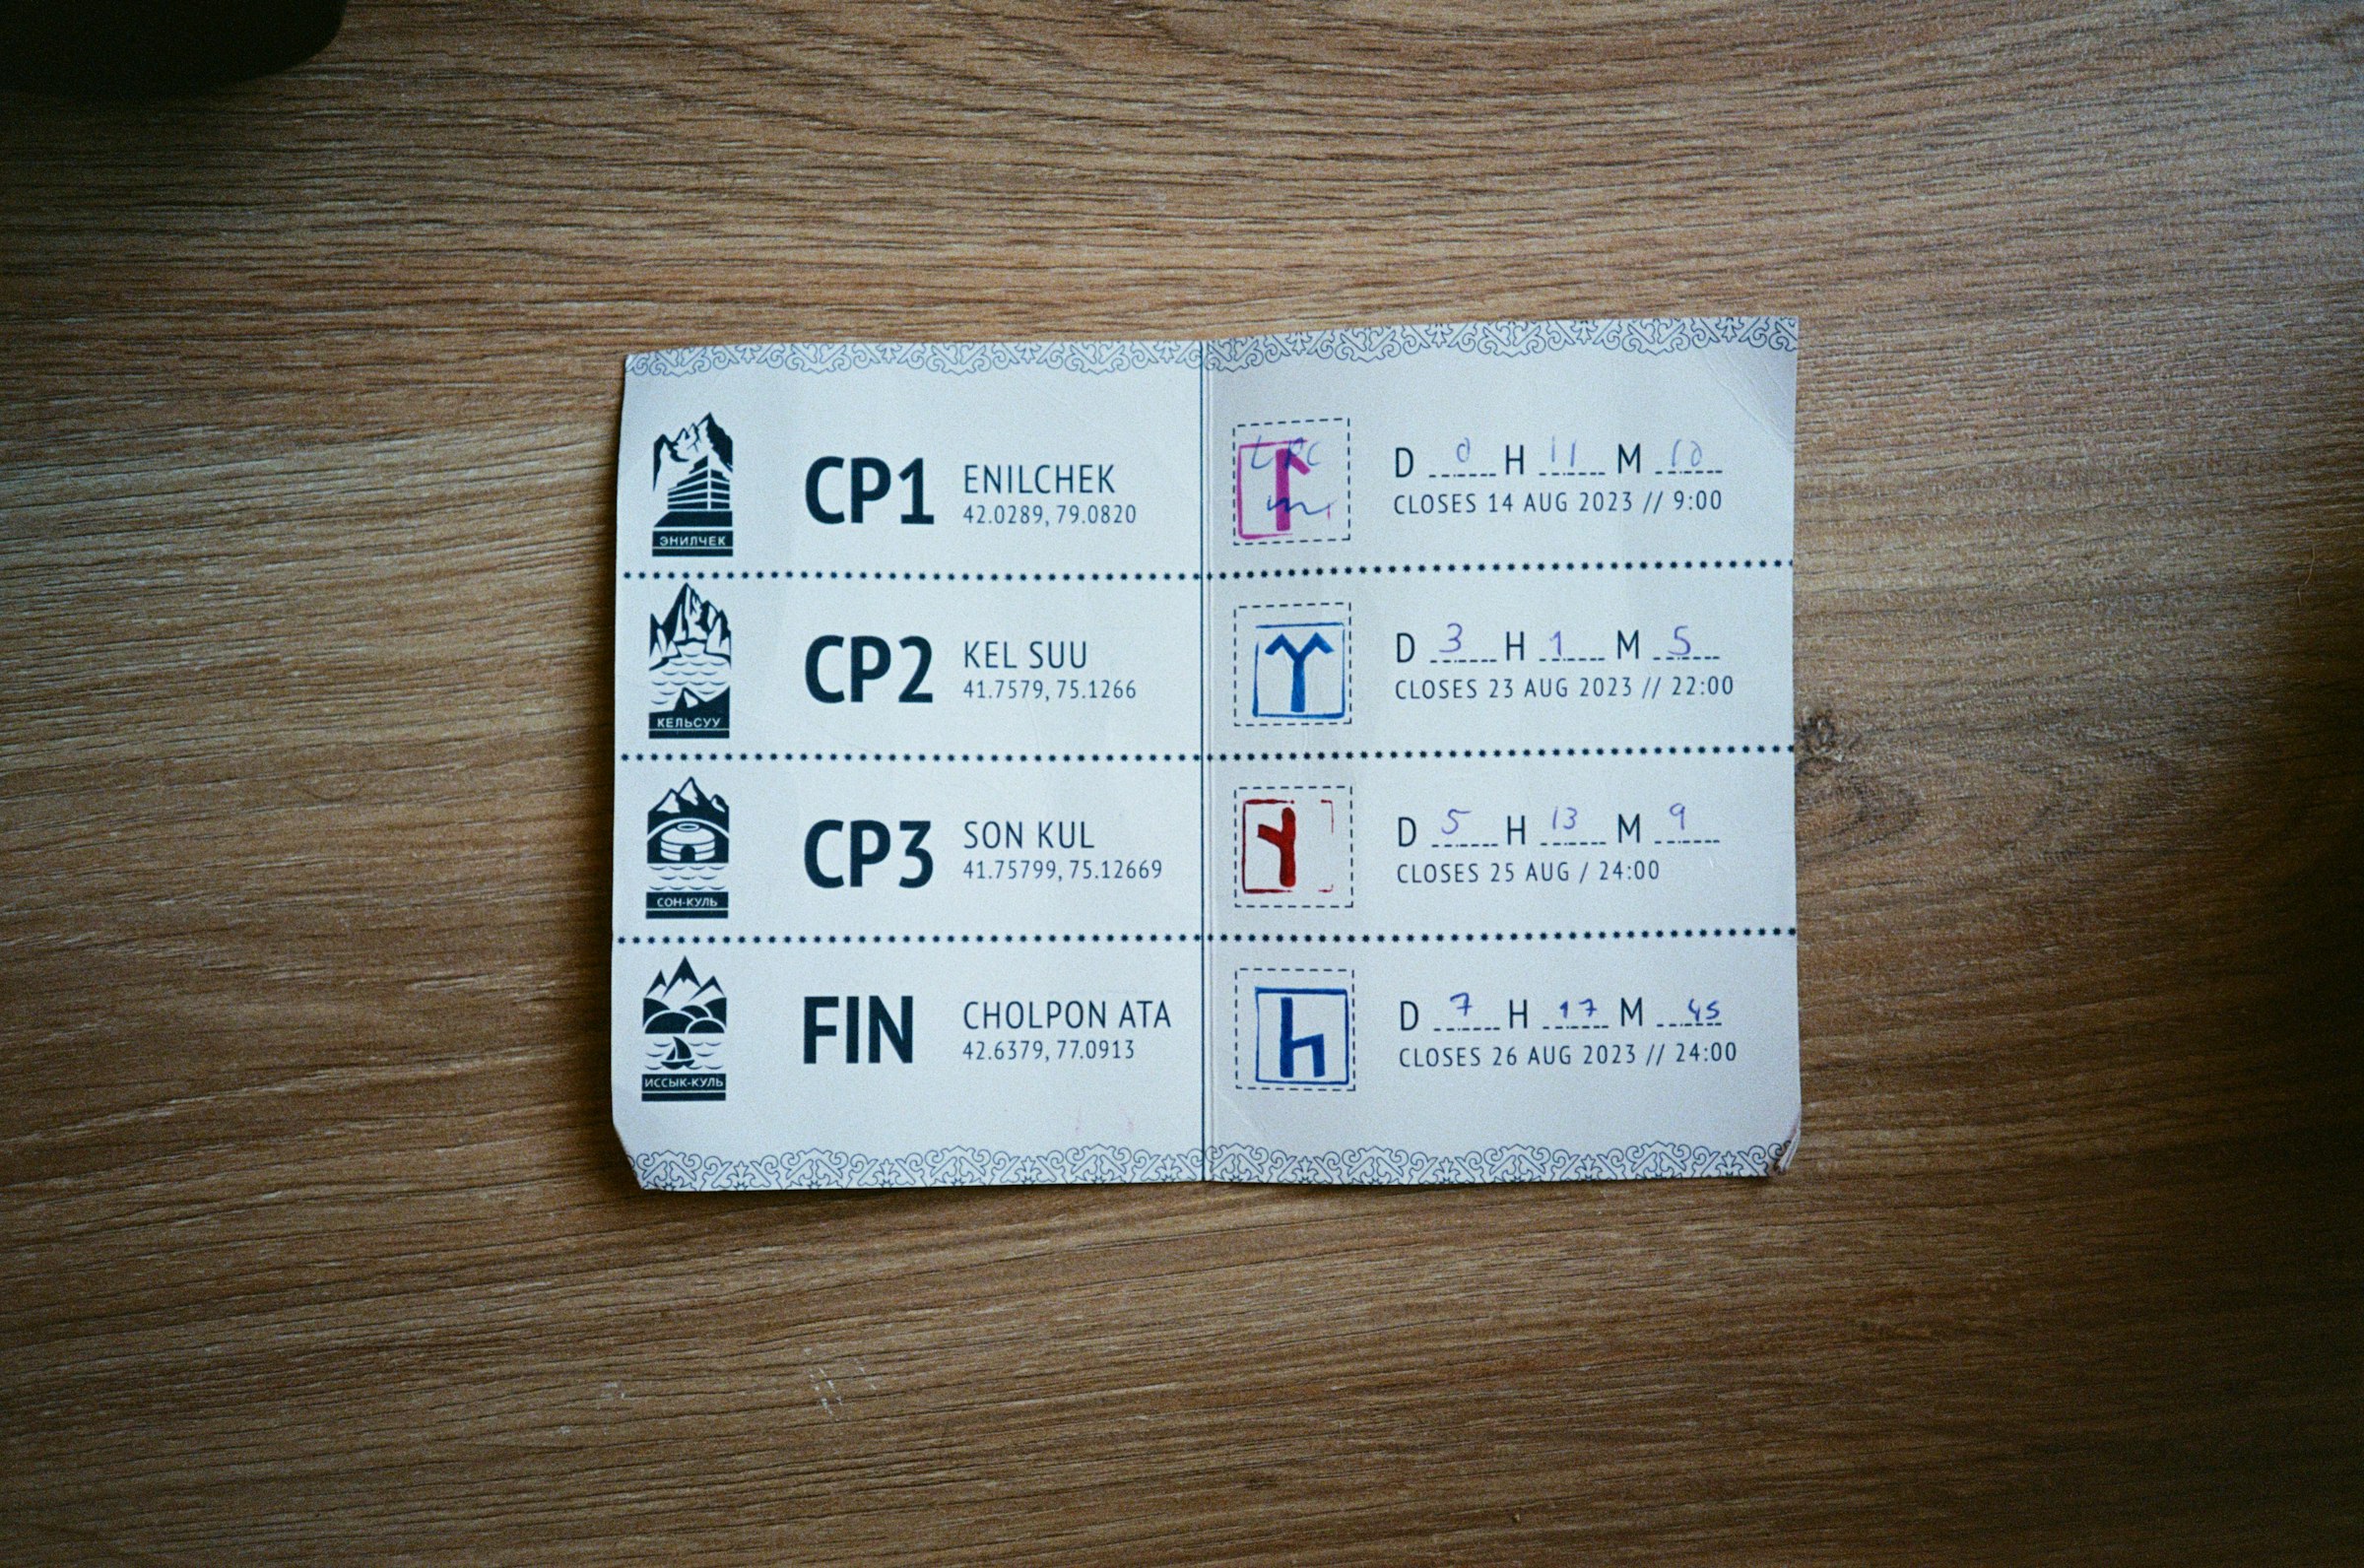 ЭНИЛЧЕК
CP1 ENILCHEK
42.0289, 79.0820
D 0 H 11 M 10
CLOSES 14 AUG 2023 // 9:00
КЕЛЬСУУ
CP2 KEL SUU
41.7579, 75.1266
D 3 H 1 M 5
CLOSES 23 AUG 2023 // 22:00
СОН-КУЛЬ
CP3 SON KUL
41.75799, 75.12669
D 5 H 13 M 9
CLOSES 25 AUG / 24:00
ИССЫК-КУЛЬ
FIN CHOLPON ATA
42.6379, 77.0913
D 7 H 17 M 45
CLOSES 26 AUG 2023 // 24:00